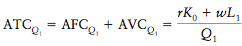 ATC_{Q_1} = AFC_{Q_1} + AVC_{Q_1} = \frac{rK_0 + wL_1}{Q_1}